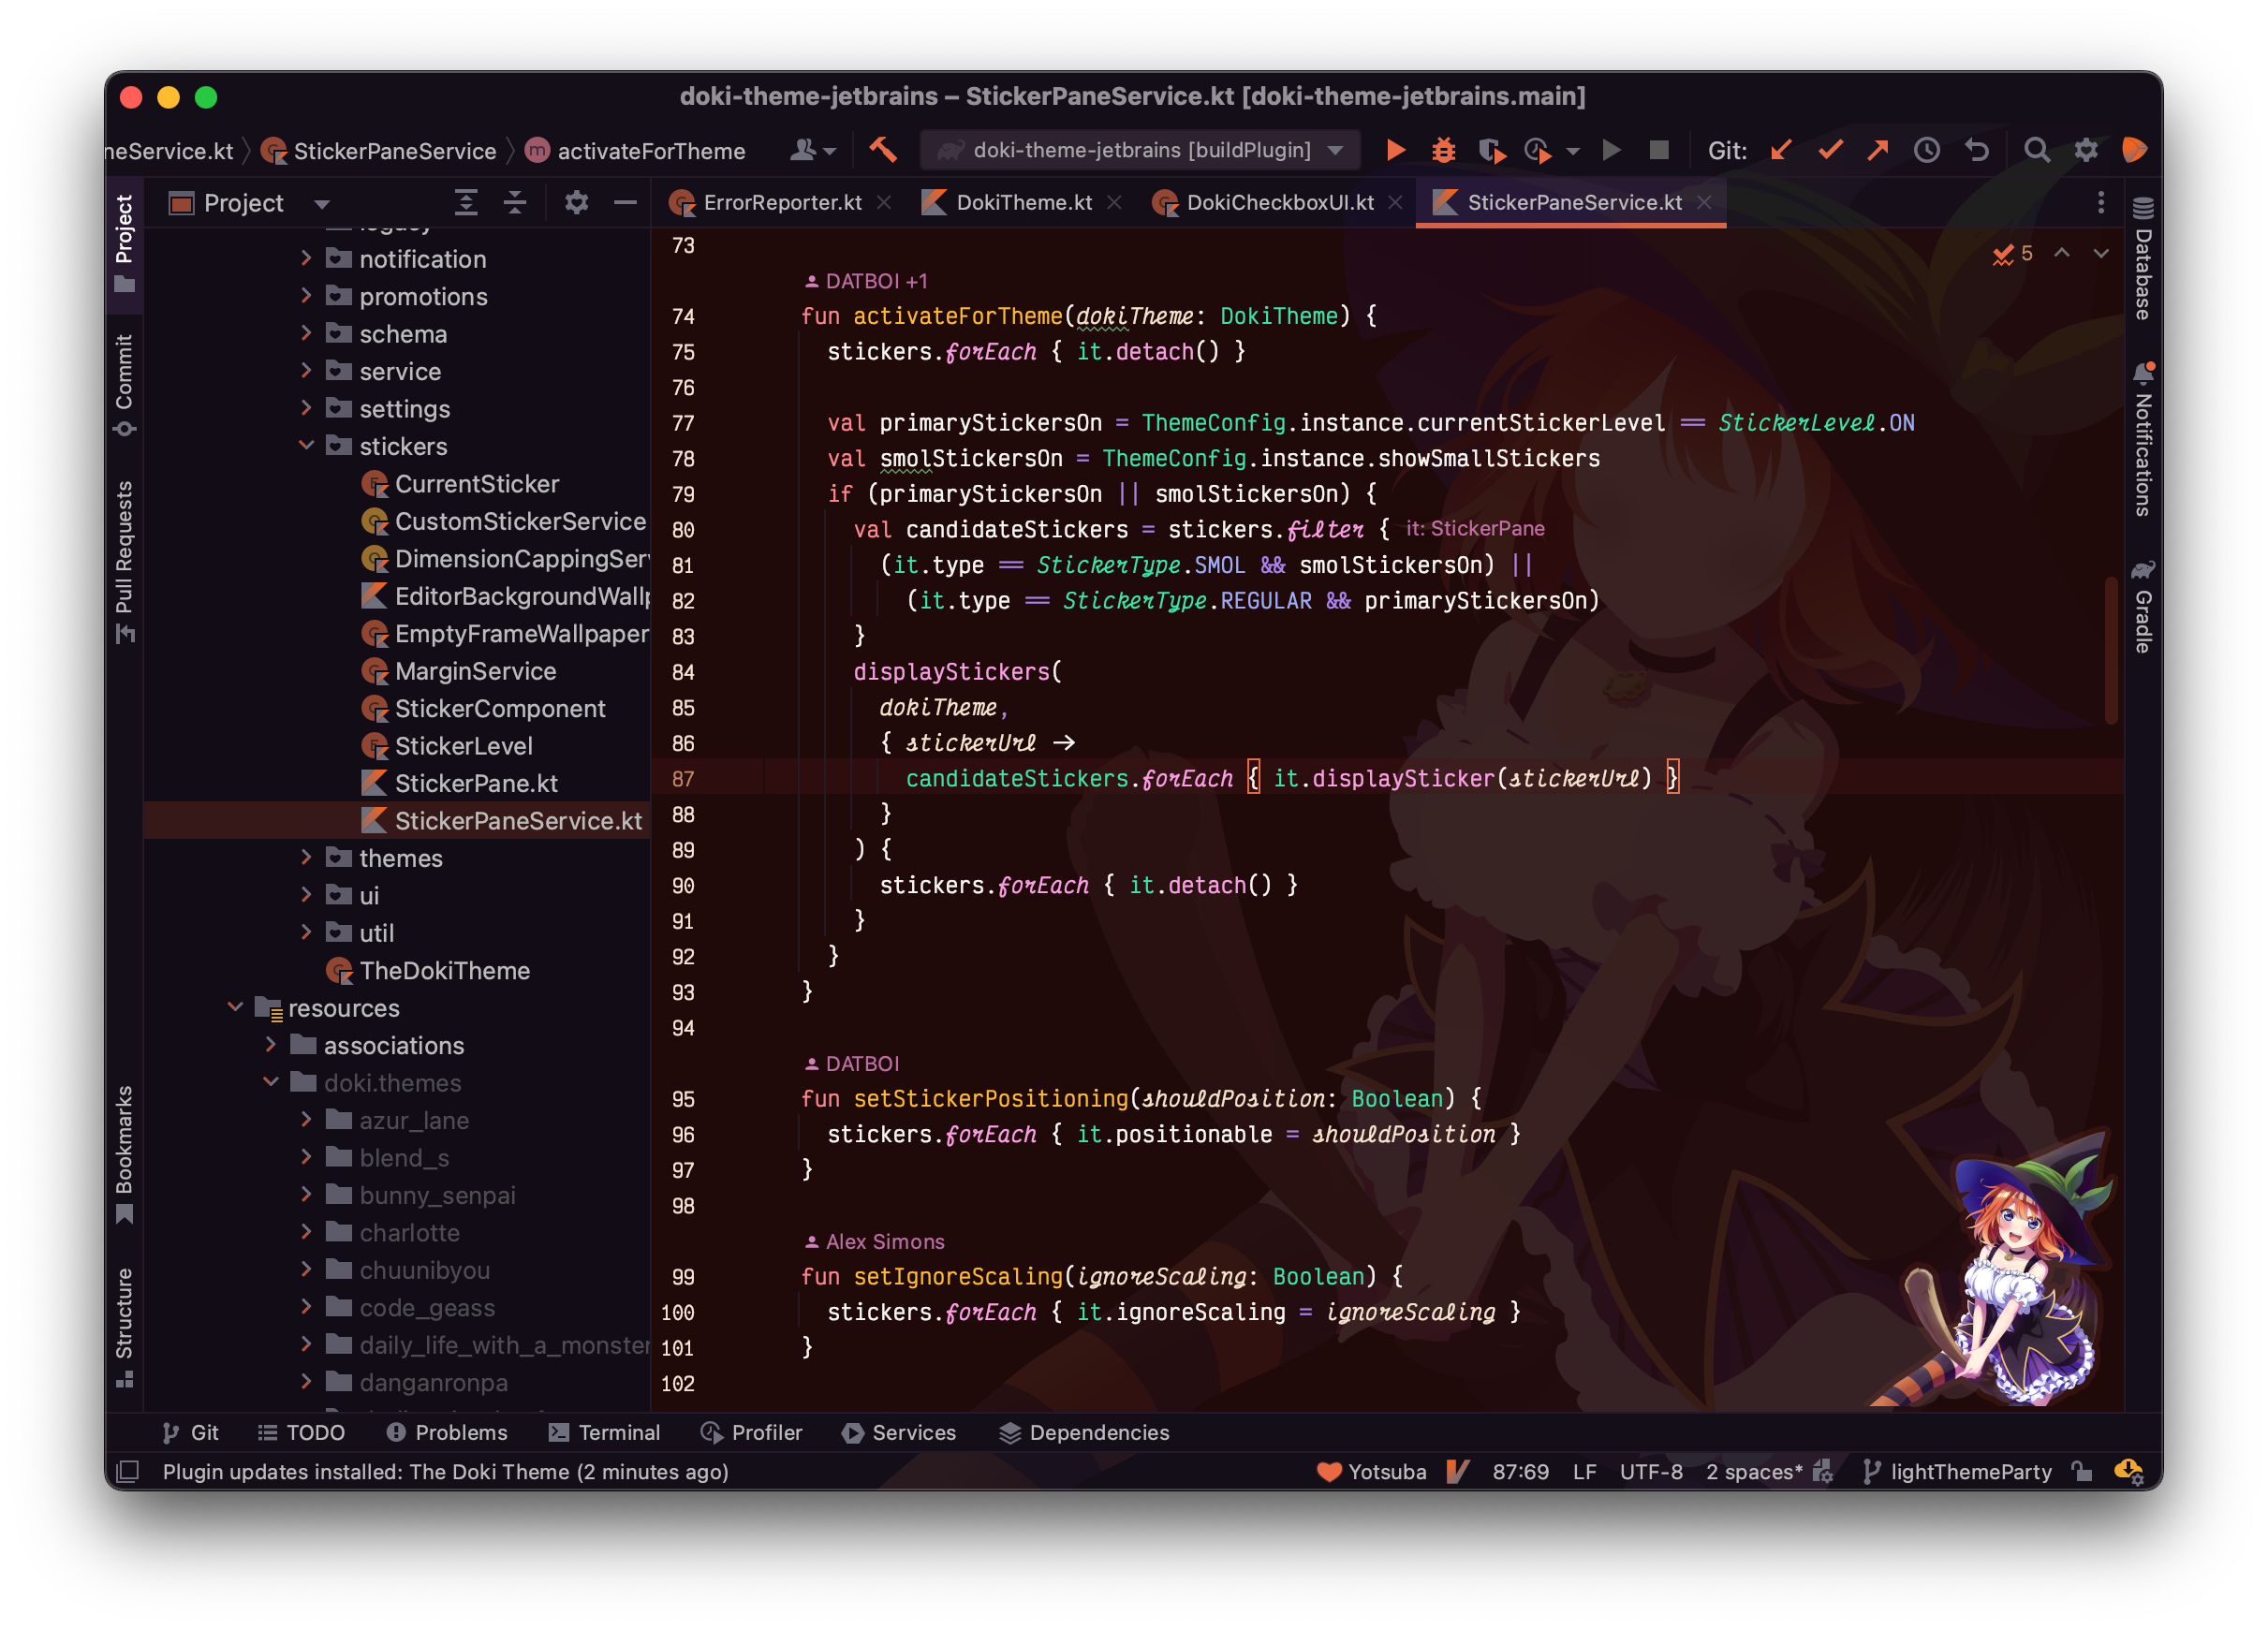 doki-theme-jetbrains – StickerPaneService.kt [doki-theme-jetbrains.main]
neService.kt StickerPaneService m activateForTheme doki-theme-jetbrains [buildPlugin] Git:
Project ErrorReporter.kt DokiTheme.kt DokiCheckboxUI.kt StickerPaneService.kt
Project
Commit
Pull Requests
Bookmarks
Structure
legacy
notification
promotions
schema
service
settings
stickers
CurrentSticker
CustomStickerService
DimensionCappingServ
EditorBackgroundWallp
EmptyFrameWallpaper
MarginService
StickerComponent
StickerLevel
StickerPane.kt
StickerPaneService.kt
themes
ui
util
TheDokiTheme
resources
associations
doki.themes
azur_lane
blend_s
bunny_senpai
charlotte
chuunibyou
code_geass
daily_life_with_a_monster
danganronpa
5
73
DATBOI +1
74 fun activateForTheme(dokiTheme: DokiTheme) {
75 stickers.forEach { it.detach() }
76
77 val primaryStickersOn = ThemeConfig.instance.currentStickerLevel == StickerLevel.ON
78 val smolStickersOn = ThemeConfig.instance.showSmallStickers
79 if (primaryStickersOn || smolStickersOn) {
80 val candidateStickers = stickers.filter { it: StickerPane
81 (it.type == StickerType.SMOL && smolStickersOn) ||
82 (it.type == StickerType.REGULAR && primaryStickersOn)
83 }
84 displayStickers(
85 dokiTheme,
86 { stickerUrl →
87 candidateStickers.forEach { it.displaySticker(stickerUrl) }
88 }
89 ) {
90 stickers.forEach { it.detach() }
91 }
92 }
93 }
94
DATBOI
95 fun setStickerPositioning(shouldPosition: Boolean) {
96 stickers.forEach { it.positionable = shouldPosition }
97 }
98
Alex Simons
99 fun setIgnoreScaling(ignoreScaling: Boolean) {
100 stickers.forEach { it.ignoreScaling = ignoreScaling }
101 }
102
Database
Notifications
Gradle
Git TODO Problems Terminal Profiler Services Dependencies
Plugin updates installed: The Doki Theme (2 minutes ago) Yotsuba 87:69 LF UTF-8 2 spaces* lightThemeParty